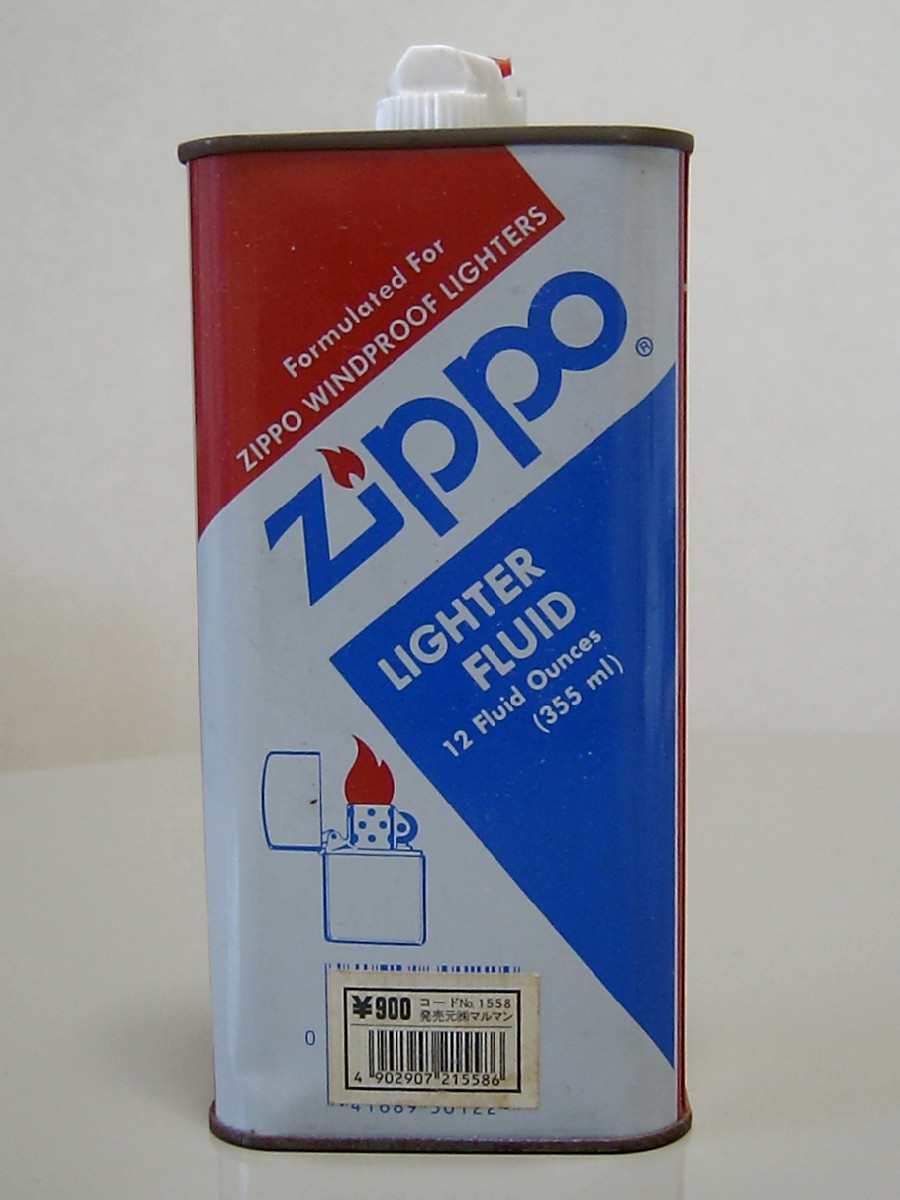 Formulated For
ZIPPO WINDPROOF LIGHTERS
zippo®
LIGHTER
FLUID
12 Fluid Ounces
(355 ml)
¥900 コードNo. 1558
発売元㈱マルマン
4 902907 215586
0